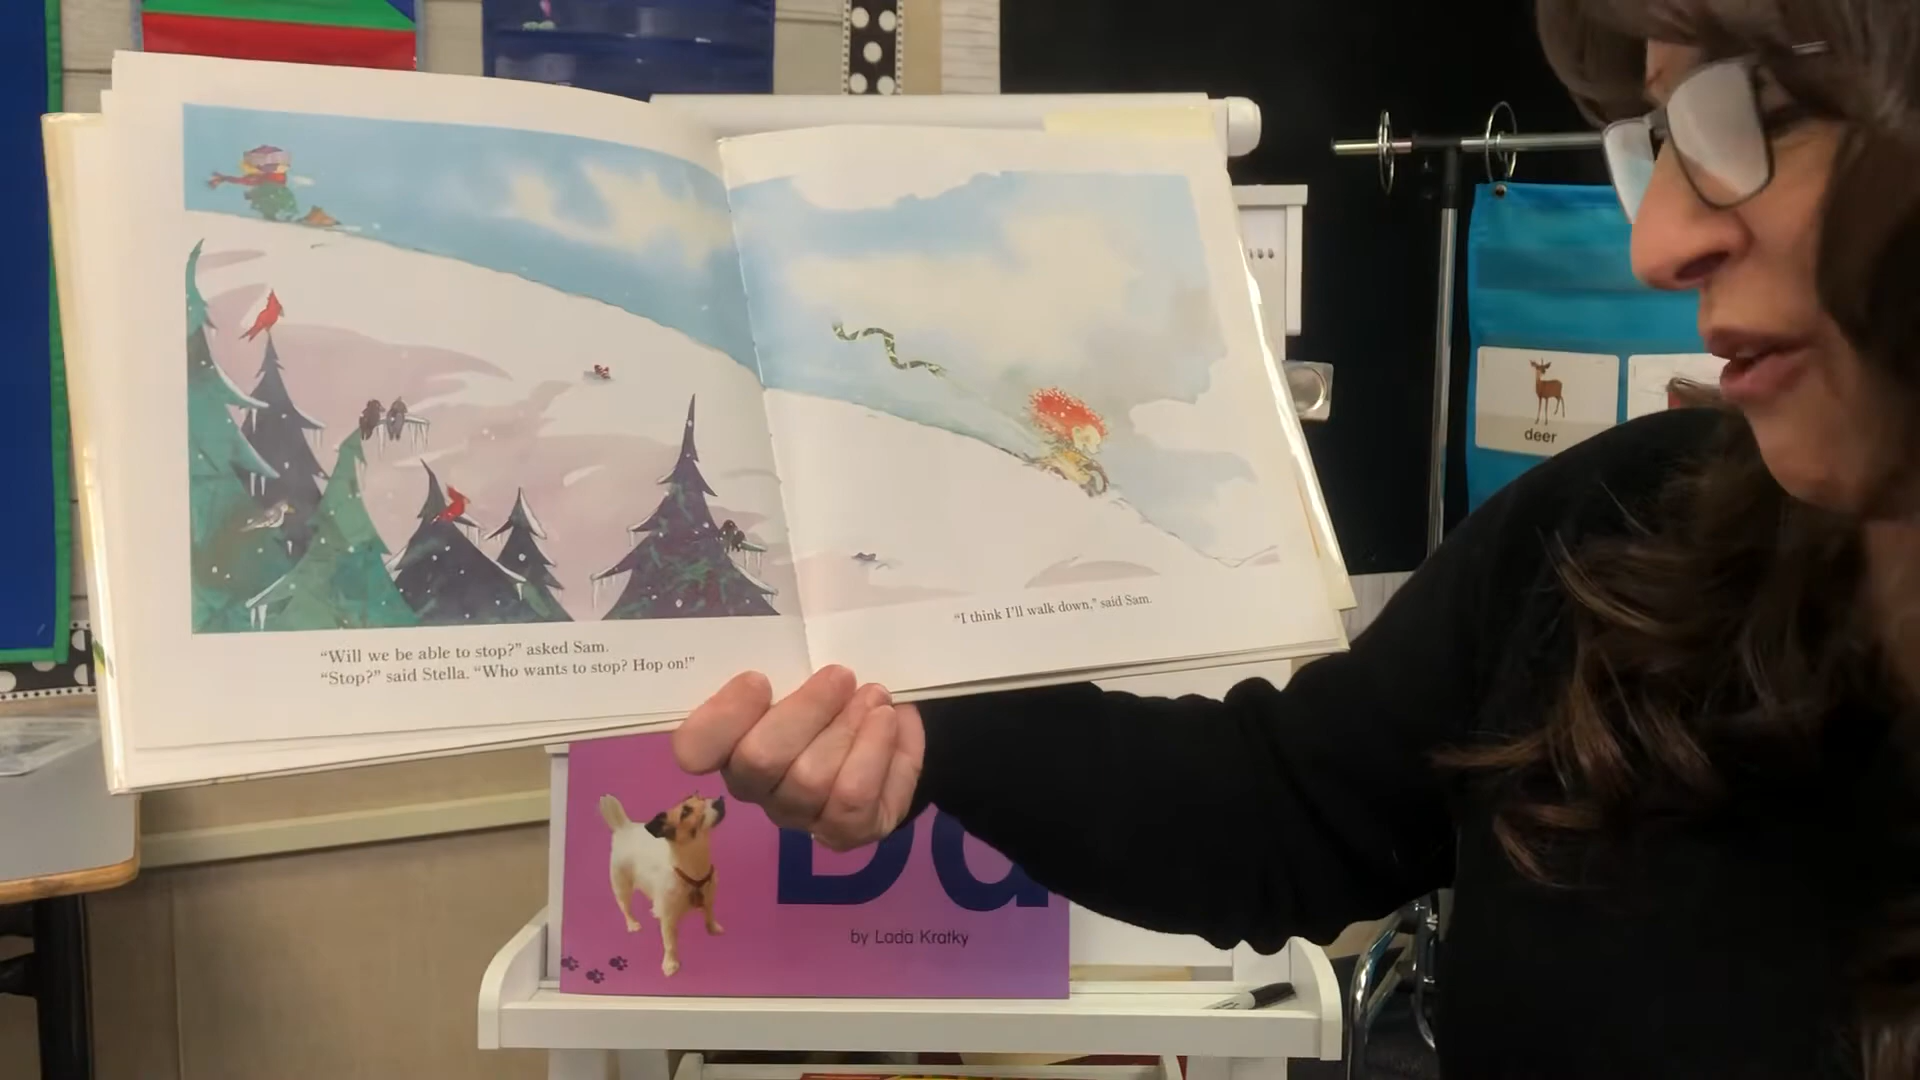 "Will we be able to stop?" asked Sam.
"Stop?" said Stella. "Who wants to stop? Hop on!"
"I think I'll walk down," said Sam.
deer
Dd
by Lada Kratky